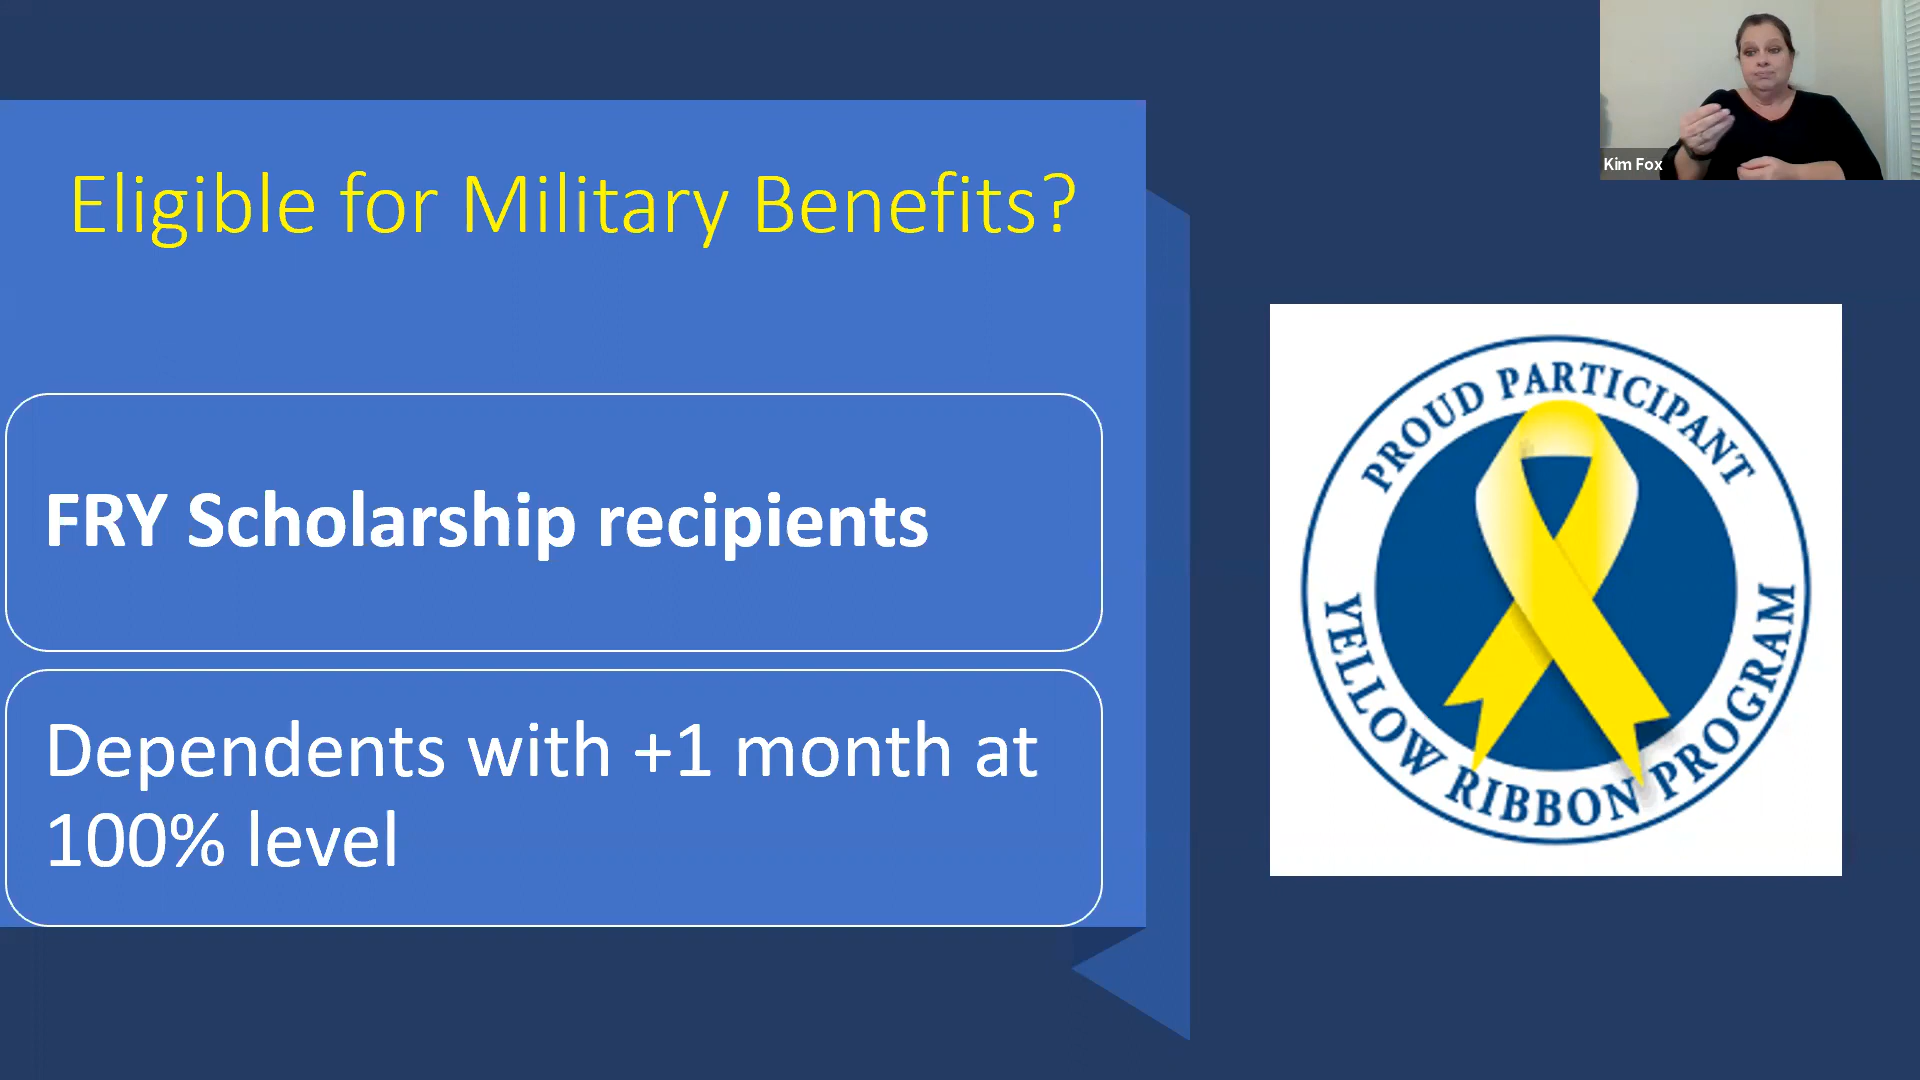 Eligible for Military Benefits?
Kim Fox
FRY Scholarship recipients
Dependents with +1 month at
100% level
PROUD PARTICIPANT
YELLOW RIBBON PROGRAM